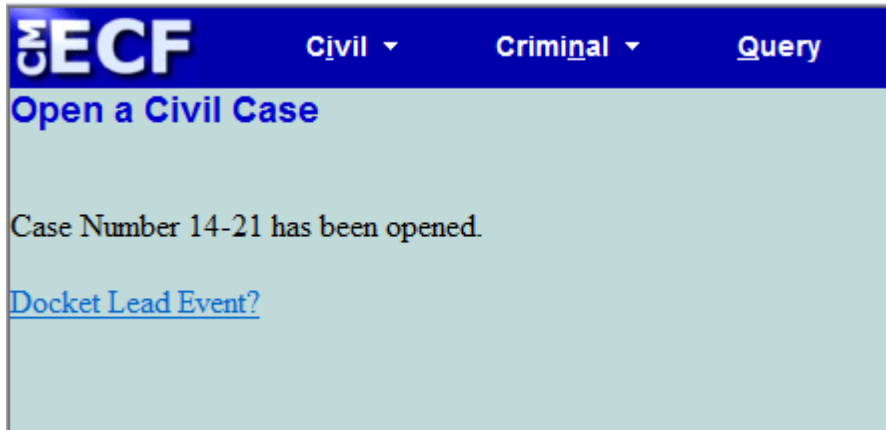 CM ECF Civil Criminal Query
Open a Civil Case
Case Number 14-21 has been opened.
Docket Lead Event?